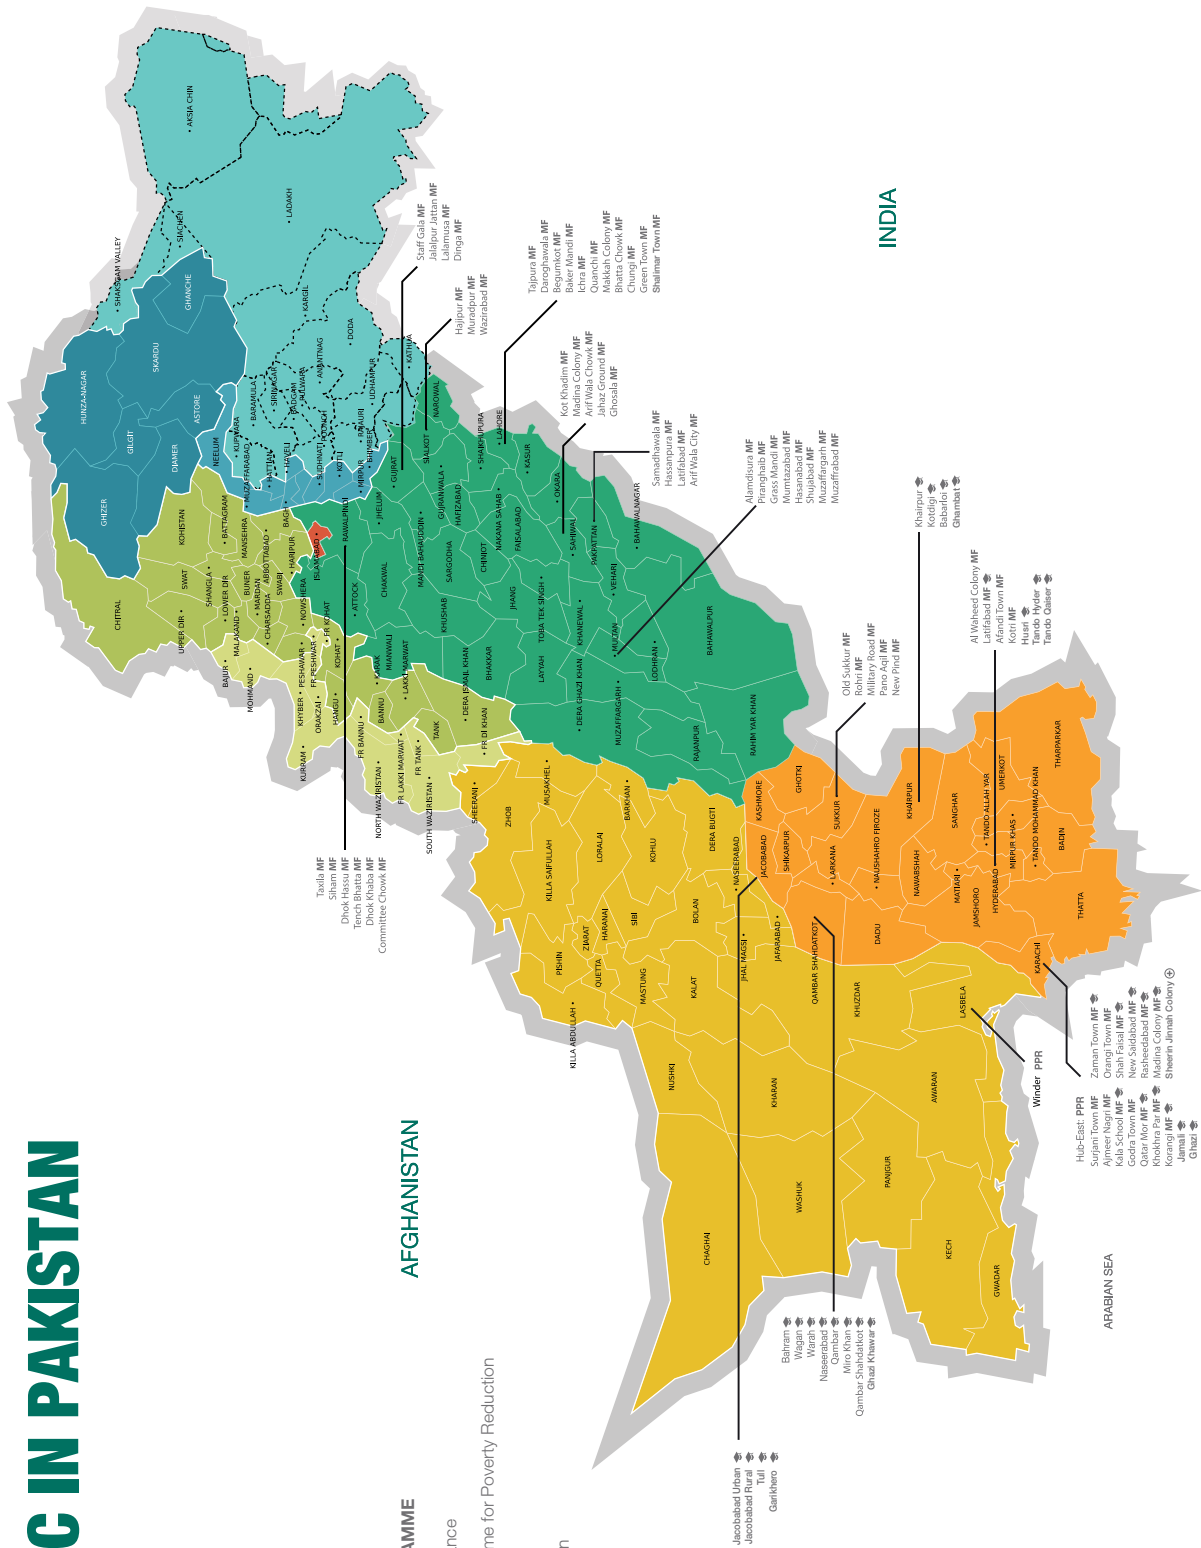 C IN PAKISTAN
AMME
nce
me for Poverty Reduction
n
AFGHANISTAN
INDIA
ARABIAN SEA
AKSIA CHIN
SHAKSGAM VALLEY
SIACHEN
LADAKH
HUNZA-NAGAR
GHANCHE
SKARDU
GILGIT
ASTORE
DIAMER
GHIZER
KARGIL
DODA
KATHUA
ANANTNAG
UDHAMPUR
SIRINAGAR
BADGAM
PULWAPA
BARAMULA
KUPWARA
POONCH
RAJAURI
BHIMBER
NEELUM
MUZAFFARABAD
HATTIAN
HAVELI
SUDHNATI
KOTLI
MIRPUR
BAGH
CHITRAL
KOHISTAN
SWAT
UPPER DIR
SHANGLA
BATTAGRAM
LOWER DIR
MANSEHRA
BUNER
MALAKAND
MARDAN
ABBOTTABAD
CHARSADDA
SWABI
HARIPUR
NOWSHERA
PESHAWAR
FR PESHWAR
FR KOHAT
KOHAT
BAJUR
MOHMAND
KHYBER
ORAKZAI
HANGU
KURRAM
KARAK
BANNU
FR BANNU
LAKKI MARWAT
FR LAKKI MARWAT
TANK
FR TANK
NORTH WAZIRISTAN
SOUTH WAZIRISTAN
DERA ISMAIL KHAN
FR DI KHAN
ISLAMABAD
RAWALPINDI
ATTOCK
JHELUM
CHAKWAL
GUJRAT
SIALKOT
NAROWAL
MANDI BAHAUDDIN
GUJRANWALA
HAFIZABAD
SHAIKHUPURA
LAHORE
SARGODHA
KHUSHAB
MIANWALI
CHINIOT
NAKANA SAHAB
FAISALABAD
KASUR
OKARA
JHANG
BHAKKAR
TOBA TEK SINGH
SAHIWAL
PAKPATTAN
BAHAWALNAGAR
LAYYAH
KHANEWAL
VEHARI
DERA GHAZI KHAN
MULTAN
MUZAFFARGARH
LODHRAN
BAHAWALPUR
RAJANPUR
RAHIM YAR KHAN
SHEERANI
ZHOB
MUSAKHEL
KILLA SAIFULLAH
LORALAI
BARKHAN
KOHLU
DERA BUGTI
PISHIN
ZIARAT
HARANAI
SIBI
QUETTA
KILLA ABDULLAH
MASTUNG
BOLAN
KALAT
NASEERABAD
JAFARABAD
JHAL MAGSI
NUSHKI
KHARAN
KHUZDAR
LASBELA
AWARAN
CHAGHAI
WASHUK
PANJGUR
KECH
GWADAR
KASHMORE
GHOTKI
JACOBABAD
SHIKARPUR
SUKKUR
LARKANA
QAMBAR SHAHDATKOT
NAUSHAHRO FIROZE
KHAIRPUR
DADU
NAWABSHAH
SANGHAR
MATIARI
JAMSHORO
HYDERABAD
TANDO ALLAH YAR
UMERKOT
MIRPUR KHAS
TANDO MOHAMMAD KHAN
THARPARKAR
BADIN
THATTA
KARACHI
Staff Gala MF
Jalalpur Jattan MF
Lalamusa MF
Dinga MF
Hajipur MF
Muradpur MF
Wazirabad MF
Tajpura MF
Daroghawala MF
Begumkot MF
Baker Mandi MF
Ichra MF
Quanchi MF
Makkah Colony MF
Bhatta Chowk MF
Chungi MF
Green Town MF
Shalimar Town MF
Kot Khadim MF
Madina Colony MF
Arif Wala Chowk MF
Jahaz Ground MF
Ghosala MF
Samadhawala MF
Hassanpura MF
Latifabad MF
Arif Wala City MF
Alamdisura MF
Piranghaib MF
Grass Mandi MF
Mumtazabad MF
Hasanabad MF
Shujabad MF
Muzaffargarh MF
Muzaffrabad MF
Taxila MF
Siham MF
Dhok Hassu MF
Tench Bhatta MF
Dhok Khaba MF
Committee Chowk MF
Old Sukkur MF
Rohri MF
Military Road MF
Pano Aqil MF
New Pind MF
Khairpur
Kotdigi
Babarloi
Ghambat
Al Waheed Colony MF
Latifabad MF
Afandi Town MF
Kotri MF
Husri
Tando Hyder
Tando Qaiser
Zaman Town MF
Orangi Town MF
Shah Faisal MF
New Saidabad MF
Rasheedabad MF
Madina Colony MF
Sheerin Jinnah Colony
Hub-East: PPR
Surjani Town MF
Ajmeer Nagri MF
Kala School MF
Godra Town MF
Qatar Mor MF
Khokhra Par MF
Korangi MF
Jamali
Ghazi
Winder PPR
Bahram
Wagan
Warah
Naseerabad
Qambar
Miro Khan
Qambar Shahdatkot
Ghazi Khawar
Jacobabad Urban
Jacobabad Rural
Tull
Garikhero